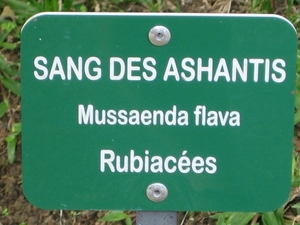 SANG DES ASHANTIS
Mussaenda flava
Rubiacées